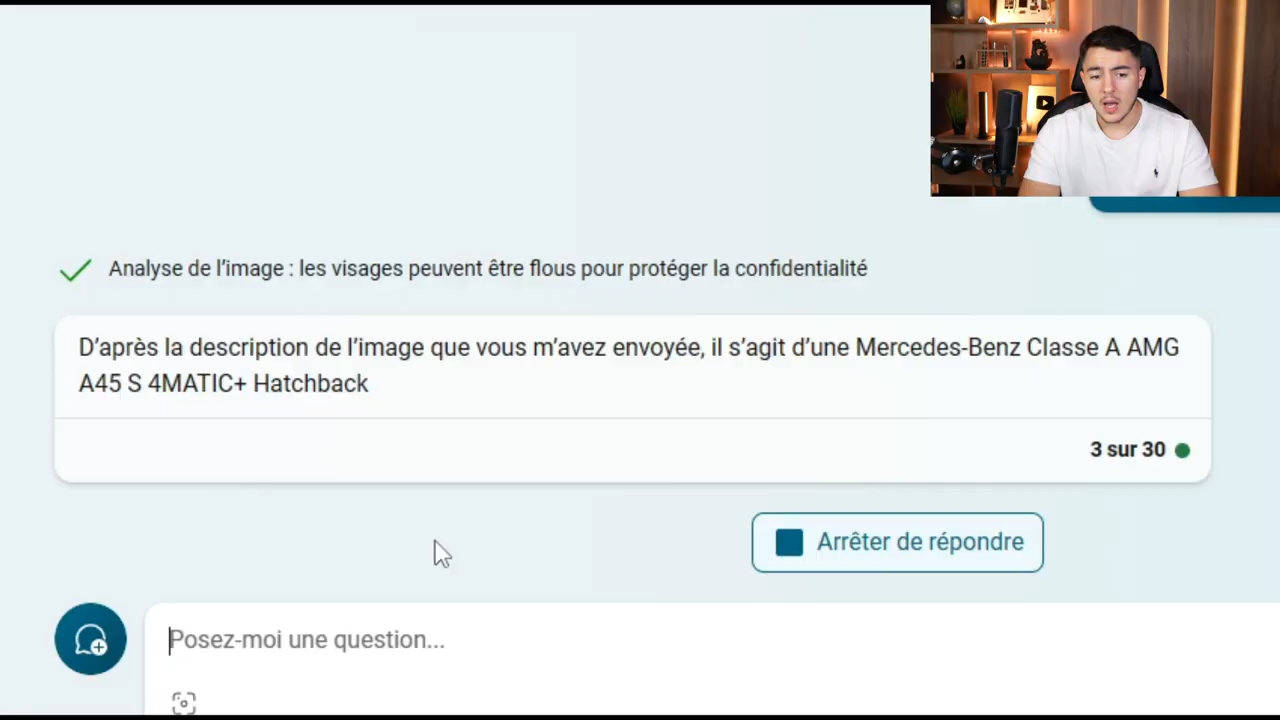 Analyse de l’image : les visages peuvent être flous pour protéger la confidentialité
D’après la description de l’image que vous m’avez envoyée, il s’agit d’une Mercedes-Benz Classe A AMG
A45 S 4MATIC+ Hatchback
3 sur 30
Arrêter de répondre
Posez-moi une question...